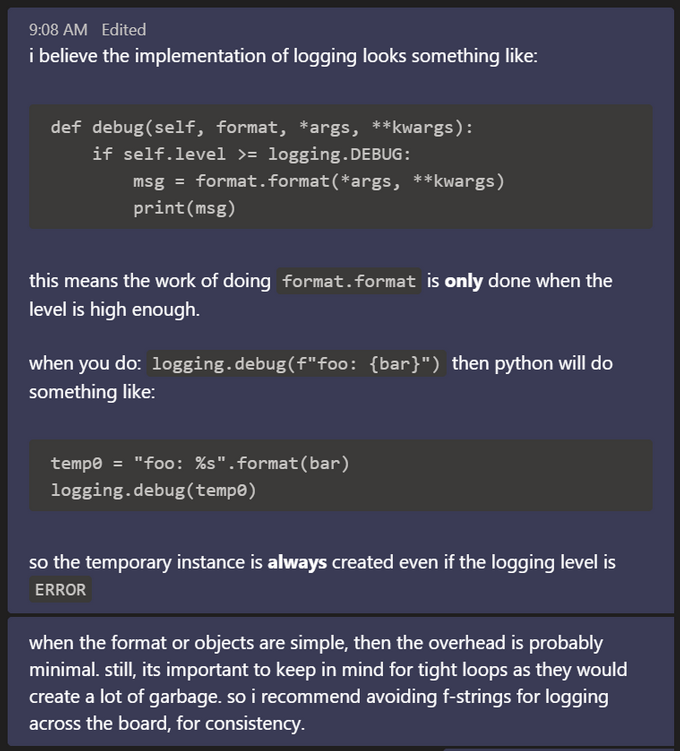 9:08 AM Edited
i believe the implementation of logging looks something like:
def debug(self, format, *args, **kwargs):
    if self.level >= logging.DEBUG:
        msg = format.format(*args, **kwargs)
        print(msg)
this means the work of doing format.format is only done when the
level is high enough.
when you do: logging.debug(f"foo: {bar}") then python will do
something like:
temp0 = "foo: %s".format(bar)
logging.debug(temp0)
so the temporary instance is always created even if the logging level is
ERROR
when the format or objects are simple, then the overhead is probably
minimal. still, its important to keep in mind for tight loops as they would
create a lot of garbage. so i recommend avoiding f-strings for logging
across the board, for consistency.